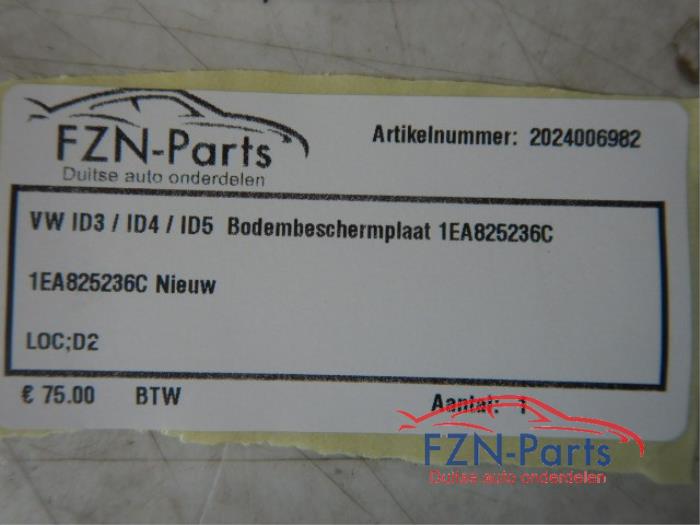 FZN-Parts
Duitse auto onderdelen
Artikelnummer: 2024006982
VW ID3 / ID4 / ID5 Bodembeschermplaat 1EA825236C
1EA825236C Nieuw
LOC;D2
€ 75.00 BTW Aantal: 1
FZN-Parts
Duitse auto onderdelen